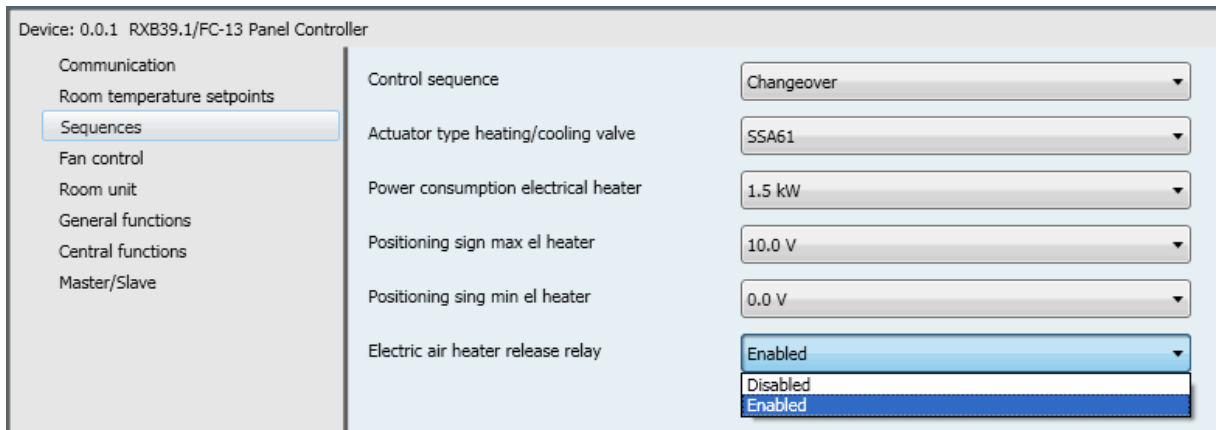 Device: 0.0.1 RXB39.1/FC-13 Panel Controller
Communication
Room temperature setpoints
Sequences
Fan control
Room unit
General functions
Central functions
Master/Slave
Control sequence Changeover
Actuator type heating/cooling valve SSA61
Power consumption electrical heater 1.5 kW
Positioning sign max el heater 10.0 V
Positioning sing min el heater 0.0 V
Electric air heater release relay Enabled
Disabled
Enabled